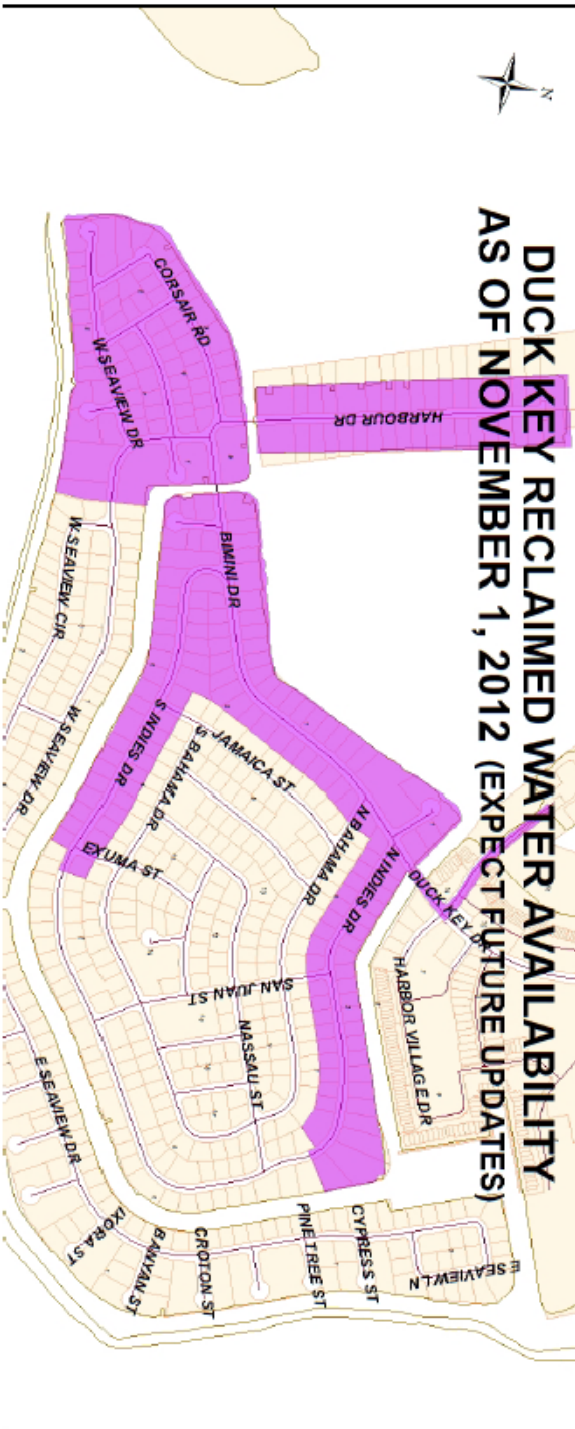 DUCK KEY RECLAIMED WATER AVAILABILITY
AS OF NOVEMBER 1, 2012 (EXPECT FUTURE UPDATES)
N
CORSAIR RD
W SEAVIEW DR
HARBOUR DR
W SEAVIEW CIR
W SEAVIEW DR
BIMINI DR
S INDIES DR
S BAHAMA DR
JAMAICA ST
N BAHAMA DR
N INDIES DR
DUCK KEY DR
EXUMA ST
SAN JUAN ST
NASSAU ST
HARBOR VILLAGE DR
E SEAVIEW DR
IXORA ST
BANYAN ST
CROTON ST
PINE TREE ST
CYPRESS ST
E SEAVIEW LN